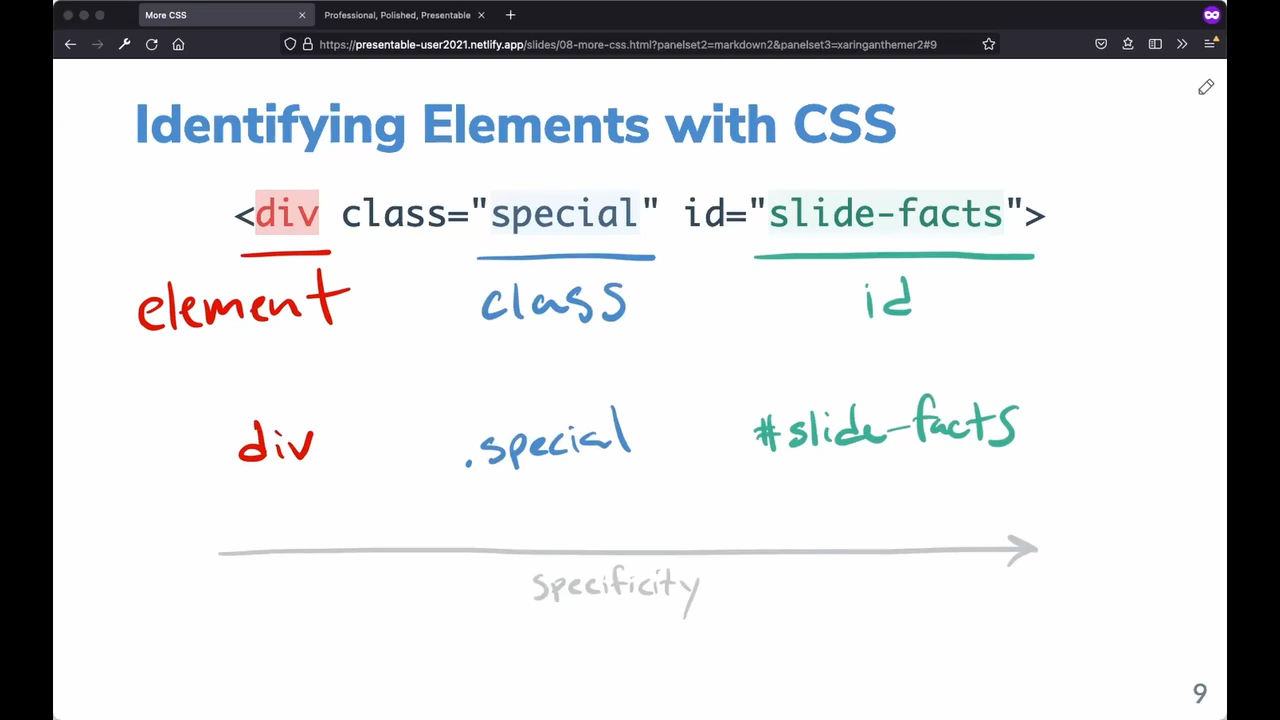 More CSS
Professional, Polished, Presentable
https://presentable-user2021.netlify.app/slides/08-more-css.html?panelset2=markdown2&panelset3=xaringanthemer2#9
Identifying Elements with CSS
<div class="special" id="slide-facts">
element class id
div .special #slide-facts
specificity
9